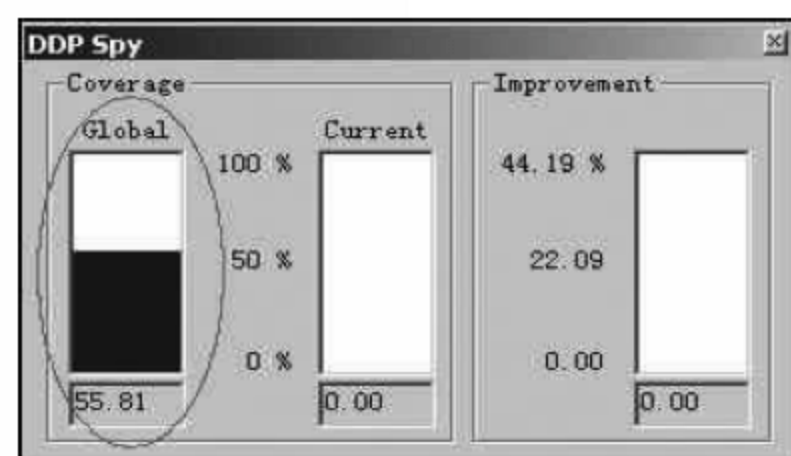 DDP Spy
Coverage
Improvement
Global
Current
100 %
44.19 %
50 %
22.09
0 %
0.00
55.81
0.00
0.00